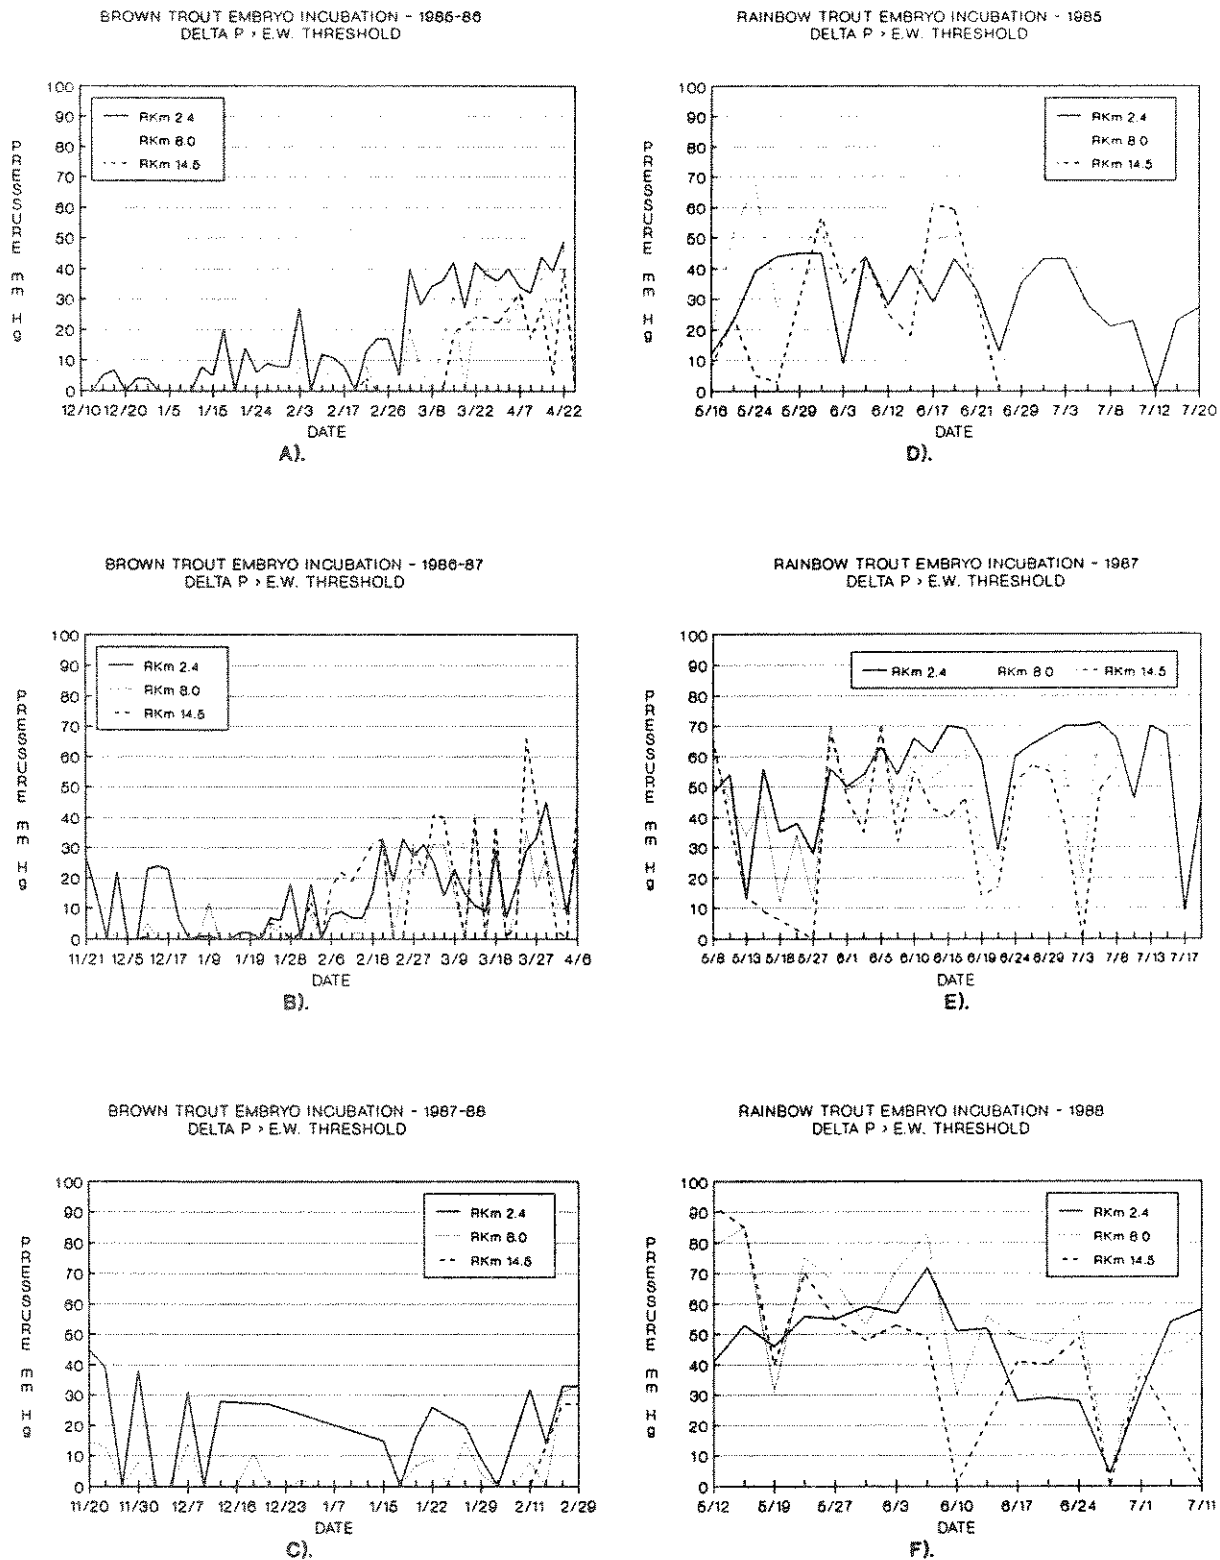 BROWN TROUT EMBRYO INCUBATION - 1985-86
DELTA P > E.W. THRESHOLD
PRESSURE mm Hg
100
90
80
70
60
50
40
30
20
10
0
RKm 2.4
RKm 8.0
RKm 14.5
12/10 12/20 1/5 1/15 1/24 2/3 2/17 2/26 3/8 3/22 4/7 4/22
DATE
A).
RAINBOW TROUT EMBRYO INCUBATION - 1985
DELTA P > E.W. THRESHOLD
PRESSURE mm Hg
100
90
80
70
60
50
40
30
20
10
0
RKm 2.4
RKm 8.0
RKm 14.5
5/16 5/24 5/29 6/3 6/12 6/17 6/21 6/29 7/3 7/8 7/12 7/20
DATE
D).
BROWN TROUT EMBRYO INCUBATION - 1986-87
DELTA P > E.W. THRESHOLD
PRESSURE mm Hg
100
90
80
70
60
50
40
30
20
10
0
RKm 2.4
RKm 8.0
RKm 14.5
11/21 12/5 12/17 1/9 1/19 1/28 2/6 2/18 2/27 3/9 3/18 3/27 4/6
DATE
B).
RAINBOW TROUT EMBRYO INCUBATION - 1987
DELTA P > E.W. THRESHOLD
PRESSURE mm Hg
100
90
80
70
60
50
40
30
20
10
0
RKm 2.4 RKm 8.0 RKm 14.5
5/8 5/13 5/18 5/27 6/1 6/5 6/10 6/15 6/19 6/24 6/29 7/3 7/8 7/13 7/17
DATE
E).
BROWN TROUT EMBRYO INCUBATION - 1987-88
DELTA P > E.W. THRESHOLD
PRESSURE mm Hg
100
90
80
70
60
50
40
30
20
10
0
RKm 2.4
RKm 8.0
RKm 14.5
11/20 11/30 12/7 12/16 12/23 1/7 1/15 1/22 1/29 2/11 2/29
DATE
C).
RAINBOW TROUT EMBRYO INCUBATION - 1988
DELTA P > E.W. THRESHOLD
PRESSURE mm Hg
100
90
80
70
60
50
40
30
20
10
0
RKm 2.4
RKm 8.0
RKm 14.5
5/12 5/19 5/27 6/3 6/10 6/17 6/24 7/1 7/11
DATE
F).